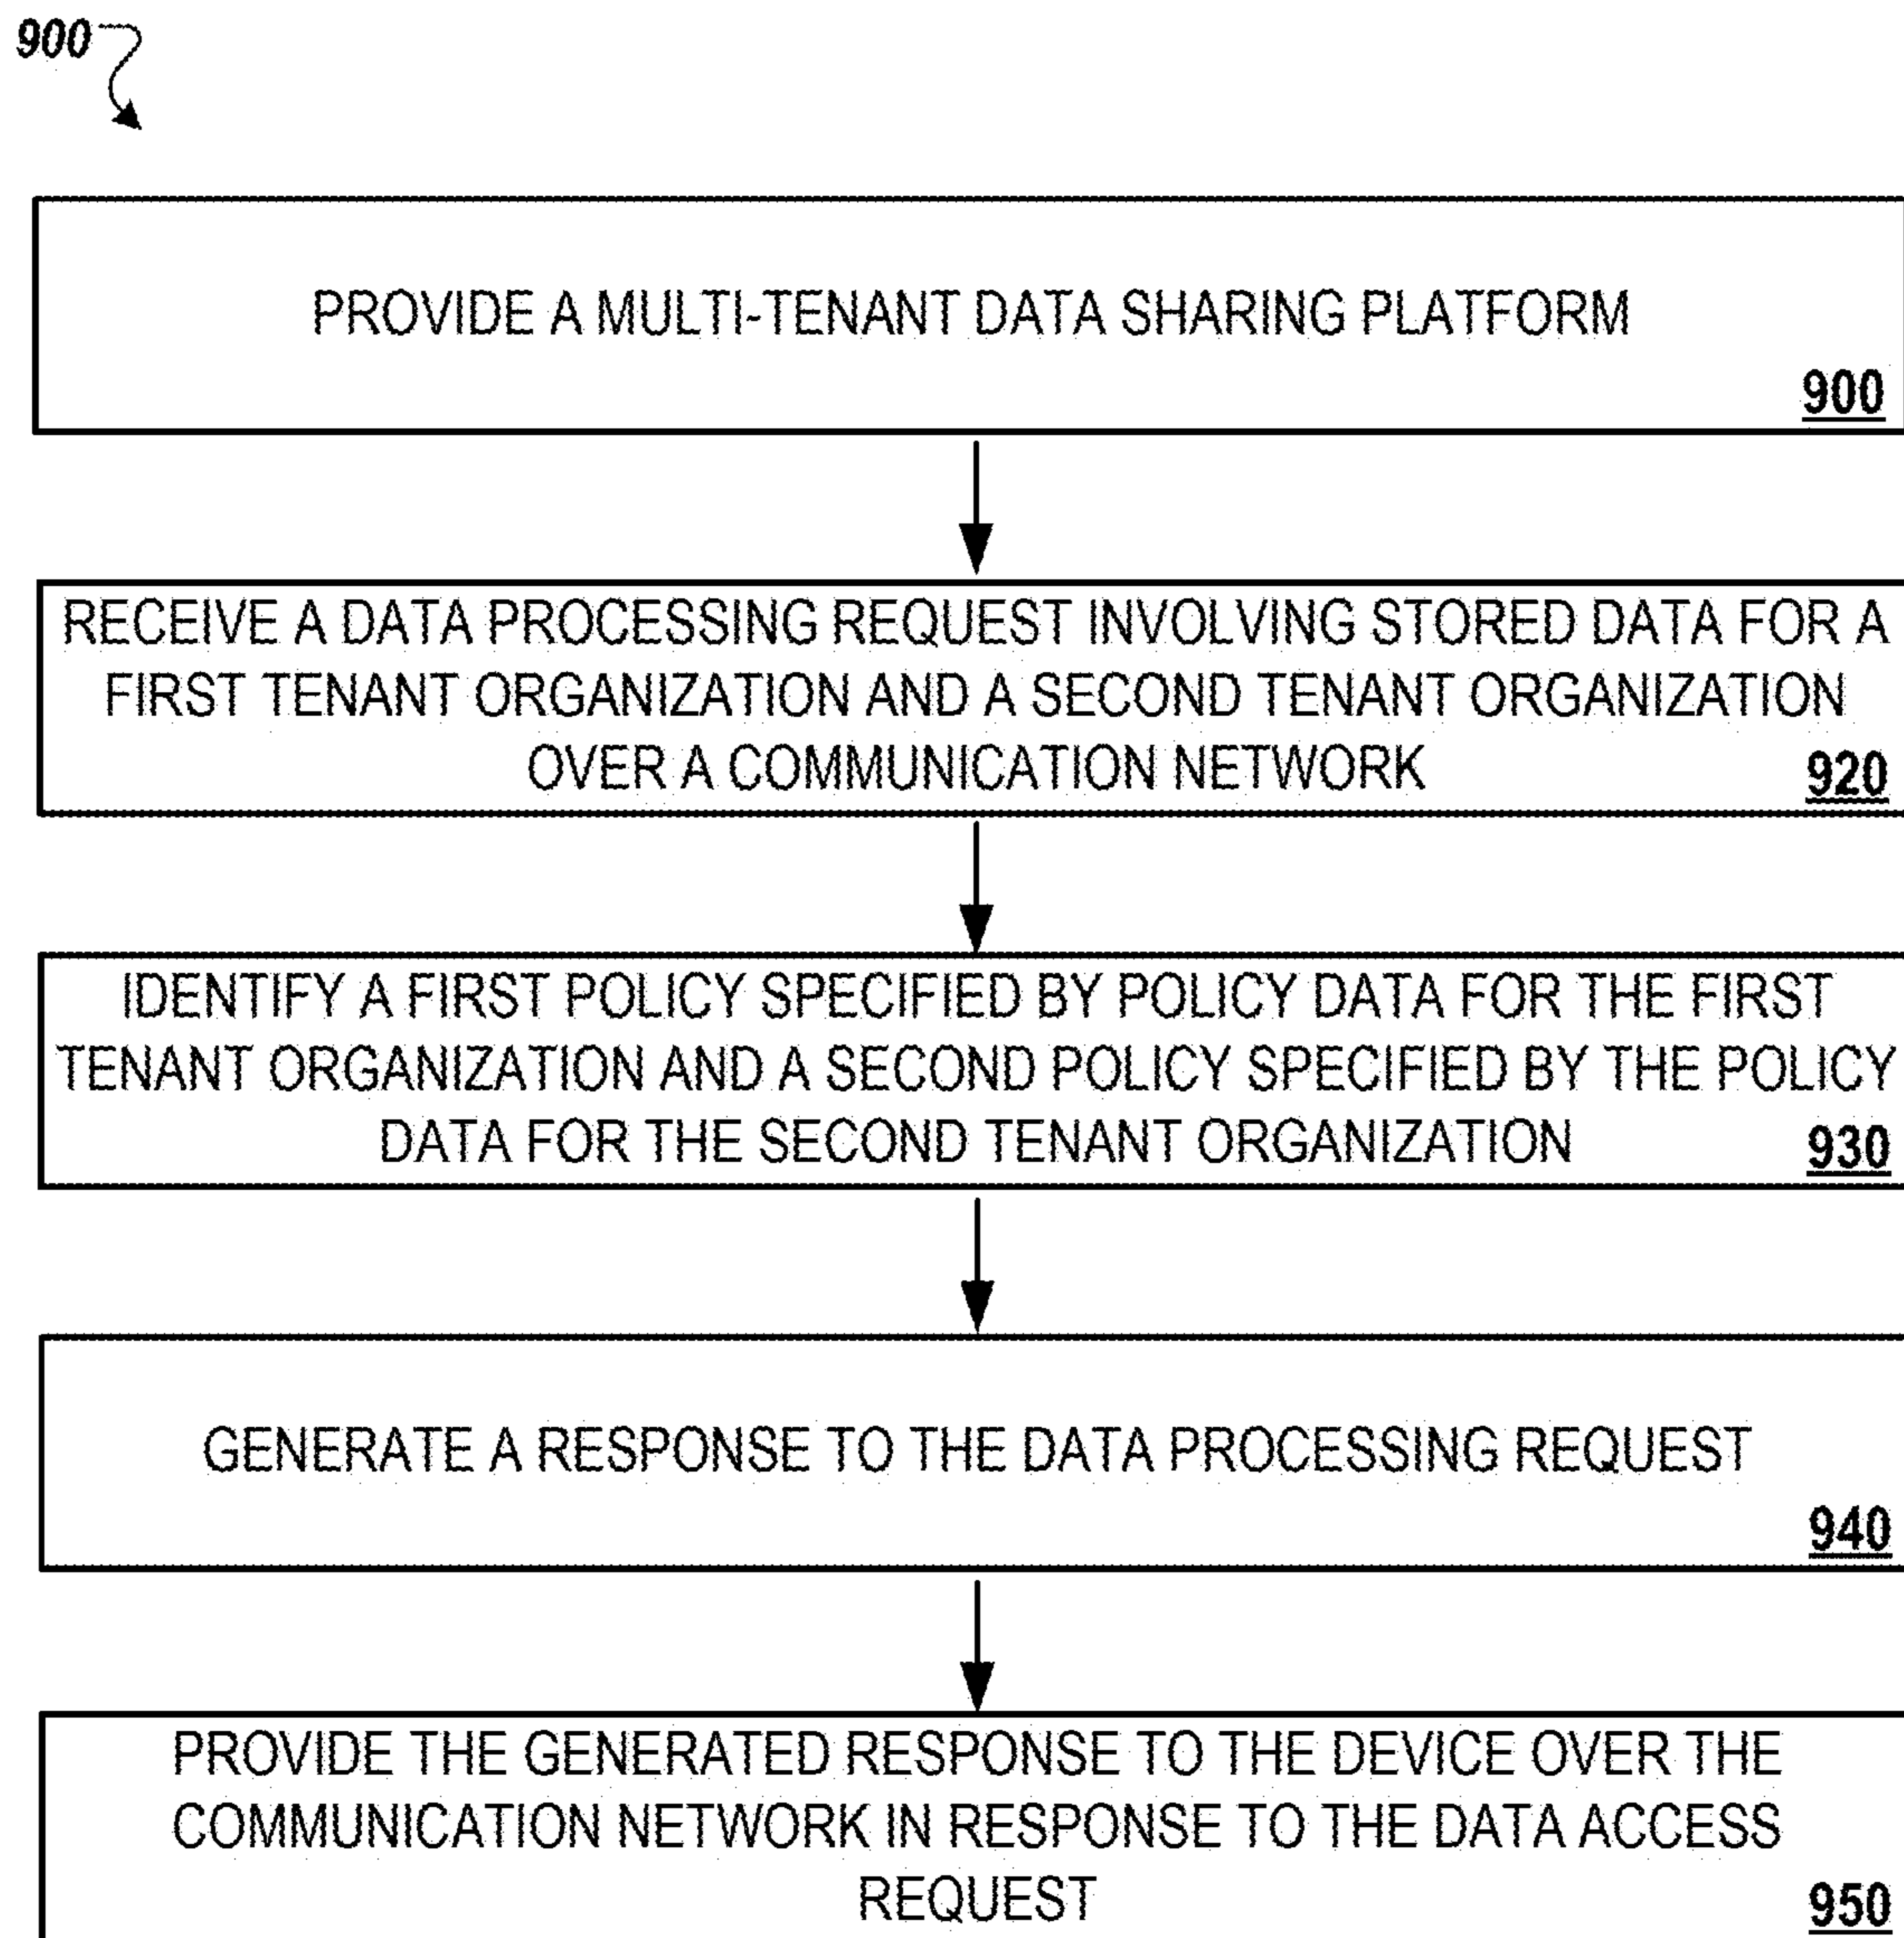 900
PROVIDE A MULTI-TENANT DATA SHARING PLATFORM
900
RECEIVE A DATA PROCESSING REQUEST INVOLVING STORED DATA FOR A
FIRST TENANT ORGANIZATION AND A SECOND TENANT ORGANIZATION
OVER A COMMUNICATION NETWORK
920
IDENTIFY A FIRST POLICY SPECIFIED BY POLICY DATA FOR THE FIRST
TENANT ORGANIZATION AND A SECOND POLICY SPECIFIED BY THE POLICY
DATA FOR THE SECOND TENANT ORGANIZATION
930
GENERATE A RESPONSE TO THE DATA PROCESSING REQUEST
940
PROVIDE THE GENERATED RESPONSE TO THE DEVICE OVER THE
COMMUNICATION NETWORK IN RESPONSE TO THE DATA ACCESS
REQUEST
950